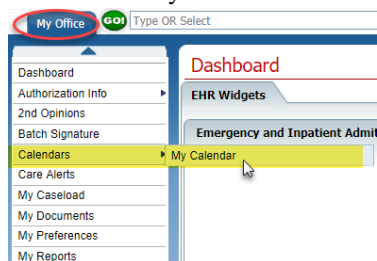 My Office GO! Type OR Select
Dashboard
Dashboard
Authorization Info
EHR Widgets
2nd Opinions
Batch Signature
Emergency and Inpatient Admit
Calendars
My Calendar
Care Alerts
My Caseload
My Documents
My Preferences
My Reports